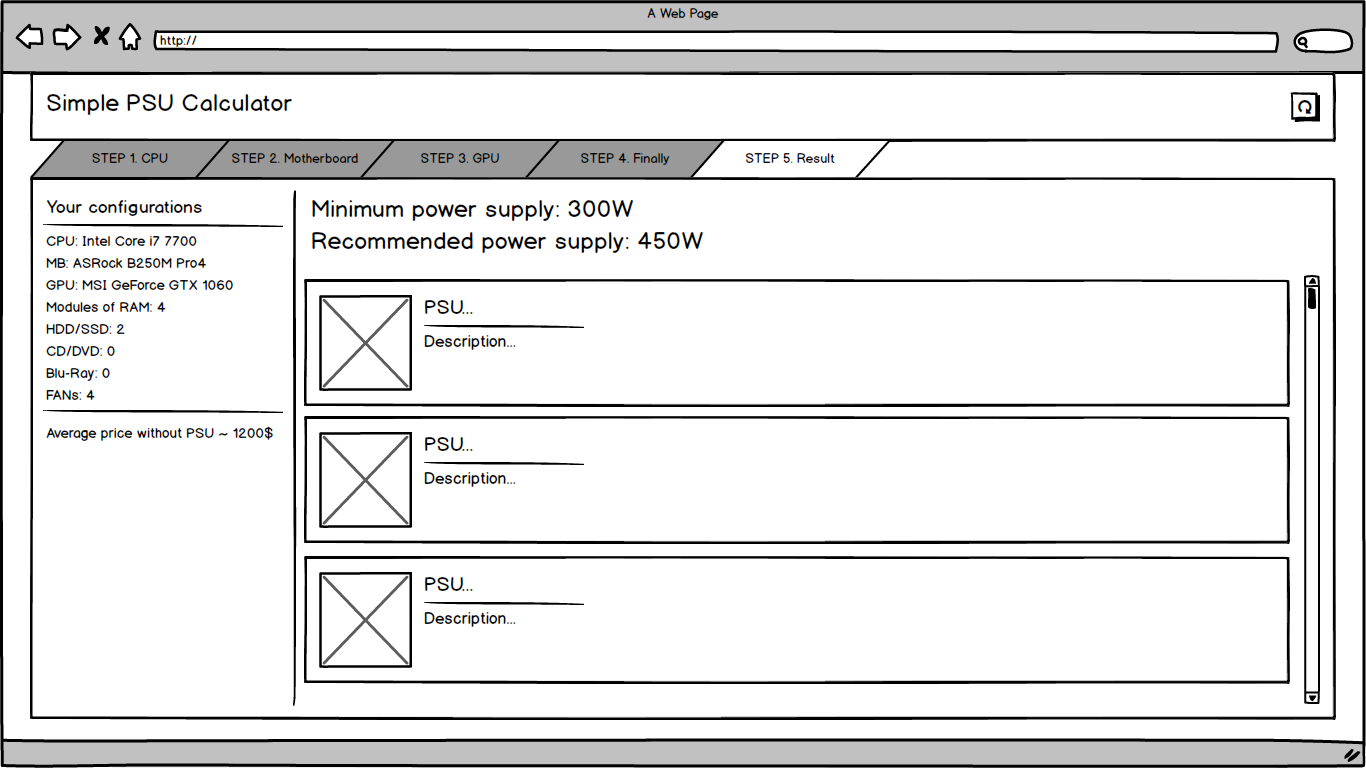 A Web Page
http://
Simple PSU Calculator
STEP 1. CPU
STEP 2. Motherboard
STEP 3. GPU
STEP 4. Finally
STEP 5. Result
Your configurations
CPU: Intel Core i7 7700
MB: ASRock B250M Pro4
GPU: MSI GeForce GTX 1060
Modules of RAM: 4
HDD/SSD: 2
CD/DVD: 0
Blu-Ray: 0
FANs: 4
Average price without PSU ~ 1200$
Minimum power supply: 300W
Recommended power supply: 450W
PSU...
Description...
PSU...
Description...
PSU...
Description...